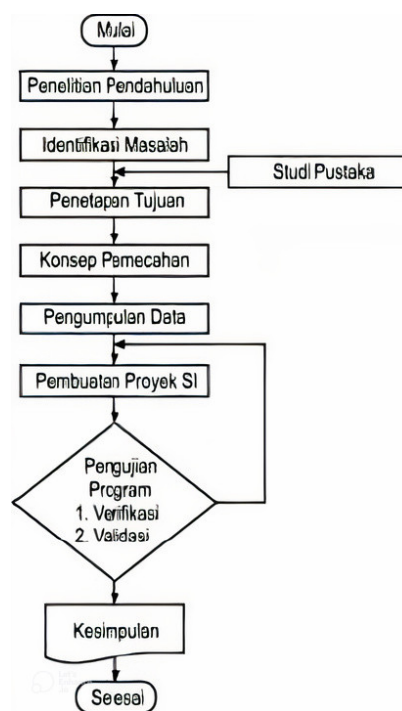 Mulai
Penelitian Pendahuluan
Identifikasi Masalah
Studi Pustaka
Penetapan Tujuan
Konsep Pemecahan
Pengumpulan Data
Pembuatan Proyek SI
Pengujian
Program
1. Verifikasi
2. Validasi
Kesimpulan
Seesai